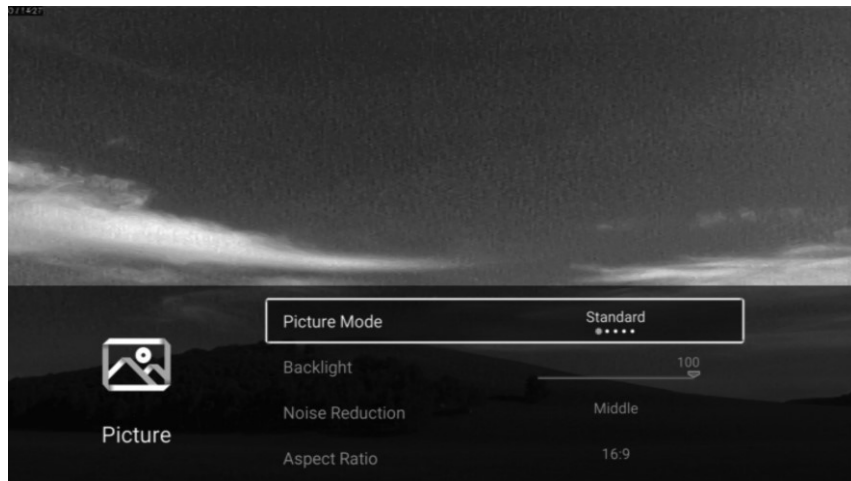 Picture Mode
Standard
Backlight
100
Noise Reduction
Middle
Picture
Aspect Ratio
16:9